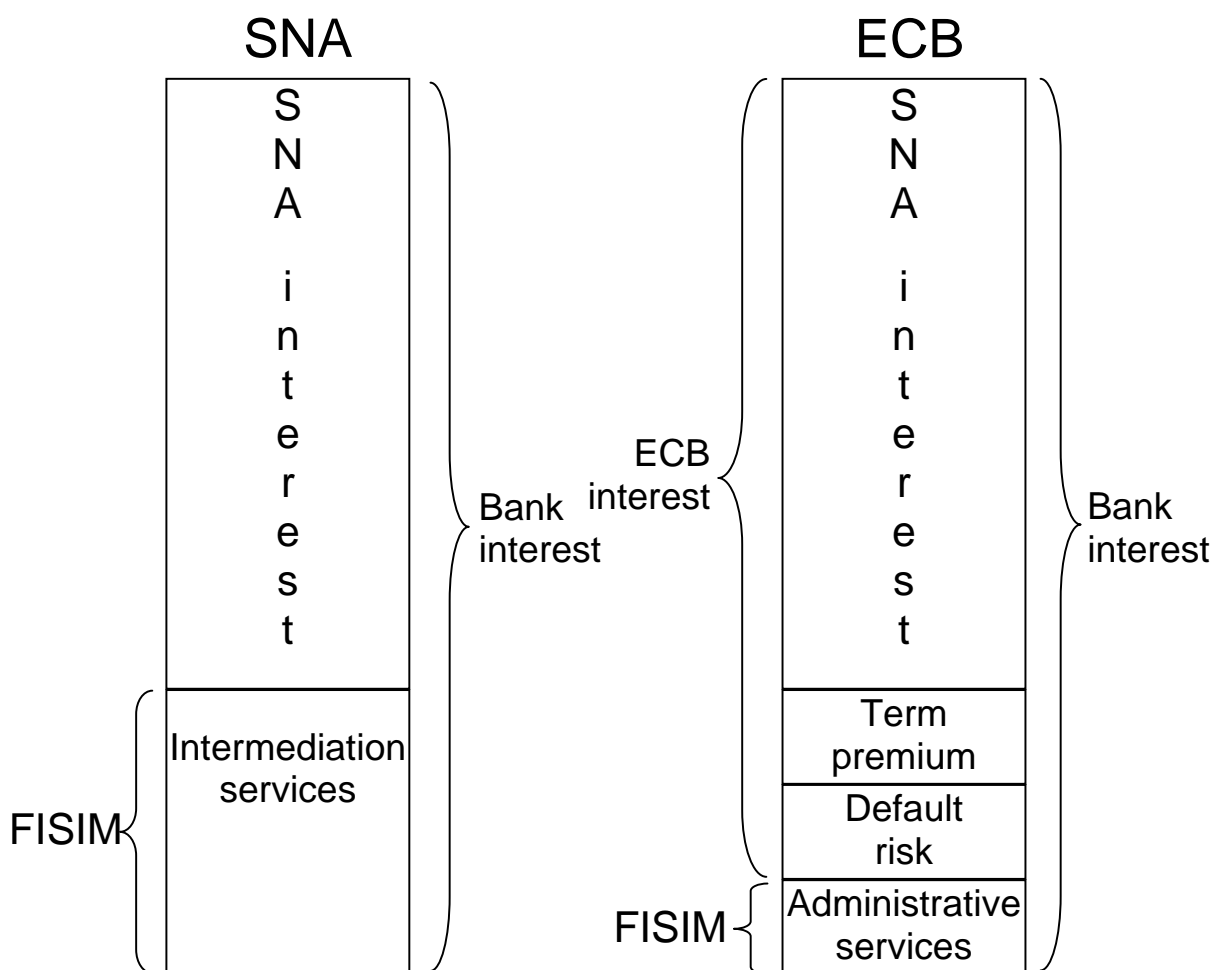 SNA
S
N
A
i
n
t
e
r
e
s
t
Bank
interest
Intermediation
services
FISIM
ECB
S
N
A
i
n
t
e
r
e
s
t
ECB
interest
Bank
interest
Term
premium
Default
risk
Administrative
services
FISIM